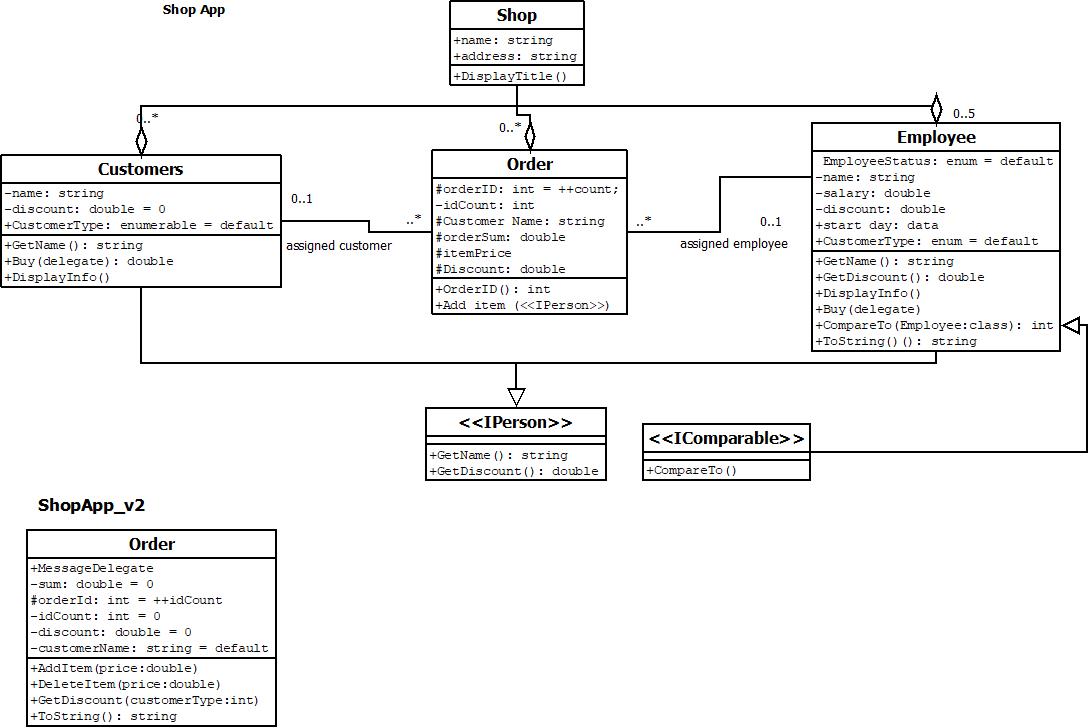 Shop App
Shop
+name: string
+address: string
+DisplayTitle()
0..*
0..*
0..5
Customers
-name: string
-discount: double = 0
+CustomerType: enumerable = default
+GetName(): string
+Buy(delegate): double
+DisplayInfo()
0..1
..*
assigned customer
Order
#orderID: int = ++count;
-idCount: int
#Customer Name: string
#orderSum: double
#itemPrice
#Discount: double
+OrderID(): int
+Add item (<<IPerson>>)
..*
0..1
assigned employee
Employee
EmployeeStatus: enum = default
-name: string
-salary: double
-discount: double
+start day: data
+CustomerType: enum = default
+GetName(): string
+GetDiscount(): double
+DisplayInfo()
+Buy(delegate)
+CompareTo(Employee:class): int
+ToString()(): string
<<IPerson>>
+GetName(): string
+GetDiscount(): double
<<IComparable>>
+CompareTo()
ShopApp_v2
Order
+MessageDelegate
-sum: double = 0
#orderId: int = ++idCount
-idCount: int = 0
-discount: double = 0
-customerName: string = default
+AddItem(price:double)
+DeleteItem(price:double)
+GetDiscount(customerType:int)
+ToString(): string